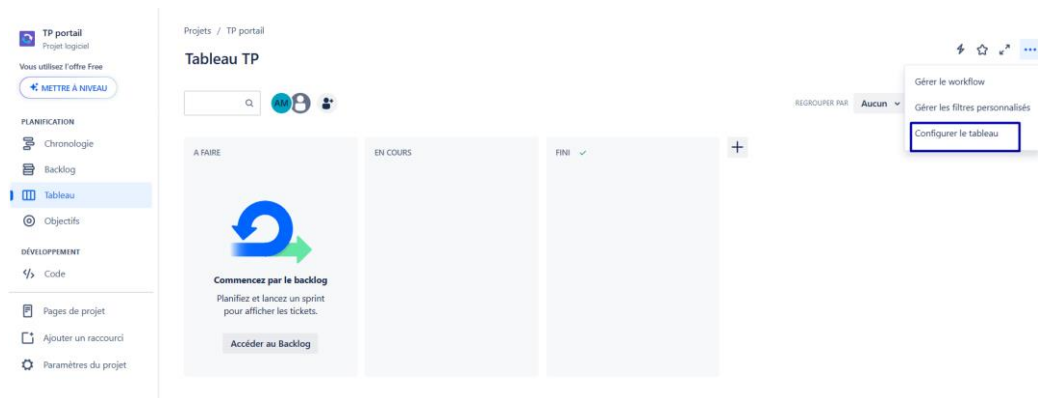 TP portail
Projet logiciel
Vous utilisez l'offre Free
METTRE À NIVEAU
PLANIFICATION
Chronologie
Backlog
Tableau
Objectifs
DÉVELOPPEMENT
Code
Pages de projet
Ajouter un raccourci
Paramètres du projet
Projets / TP portail
Tableau TP
AM
REGROUPER PAR Aucun
Gérer le workflow
Gérer les filtres personnalisés
Configurer le tableau
A FAIRE
EN COURS
FINI
Commencez par le backlog
Planifiez et lancez un sprint
pour afficher les tickets.
Accéder au Backlog